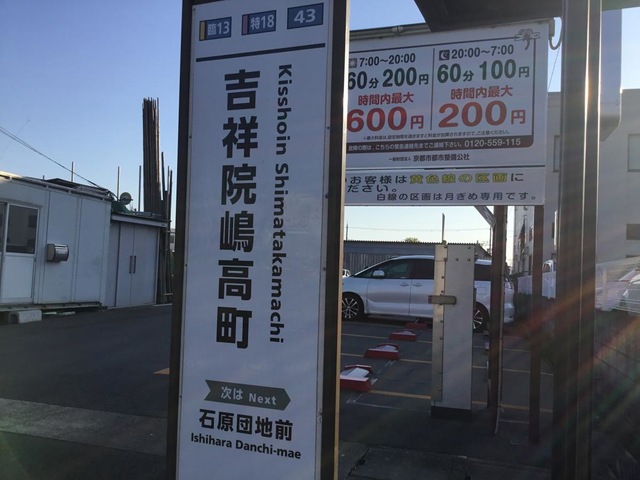 臨13 特18 43
吉祥院嶋高町
Kisshoin Shimatakamachi
次は Next
石原団地前
Ishihara Danchi-mae
7:00〜20:00
60分 200円
時間内最大
600円
20:00〜7:00
60分 100円
時間内最大
200円
0120-559-115
京都市都市整備公社
お客様は黄色線の区画に
ださい。
白線の区画は月ぎめ専用です。